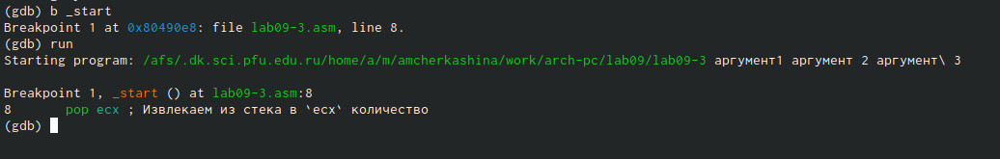 (gdb) b _start
Breakpoint 1 at 0x80490e8: file lab09-3.asm, line 8.
(gdb) run
Starting program: /afs/.dk.sci.pfu.edu.ru/home/a/m/amcherkashina/work/arch-pc/lab09/lab09-3 аргумент1 аргумент 2 аргумент\ 3
Breakpoint 1, _start () at lab09-3.asm:8
8 pop ecx ; Извлекаем из стека в `ecx` количество
(gdb)